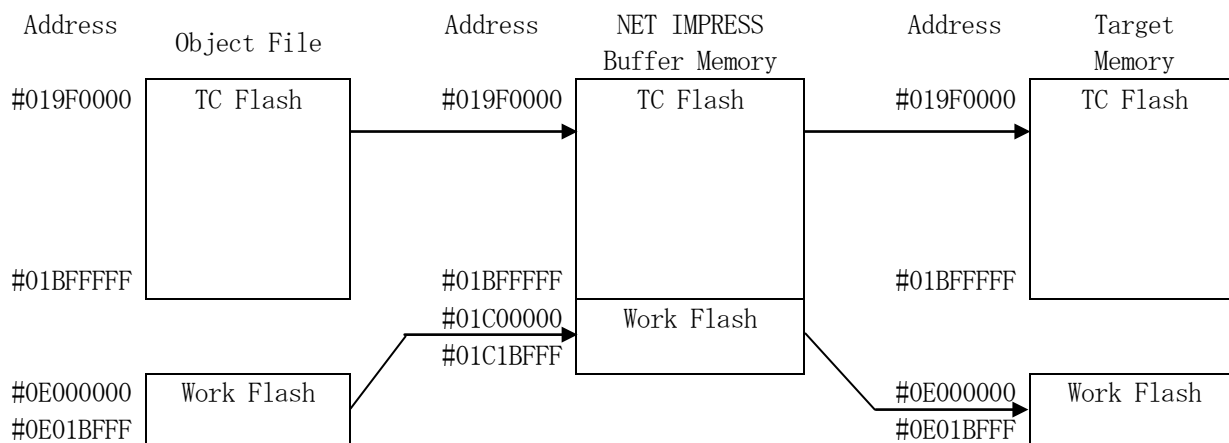 Address Object File Address NET IMPRESS Buffer Memory Address Target Memory
#019F0000 TC Flash #019F0000 TC Flash #019F0000 TC Flash
#01BFFFFF #01BFFFFF #01BFFFFF
#01C00000 Work Flash
#01C1BFFF
#0E000000 Work Flash #0E000000 Work Flash
#0E01BFFF #0E01BFFF